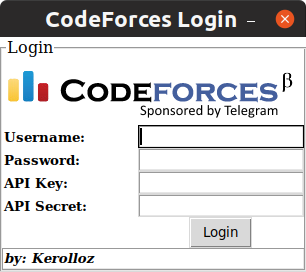 CodeForces Login
Login
CODEFORCES β
Sponsored by Telegram
Username:
Password:
API Key:
API Secret:
Login
by: Kerolloz